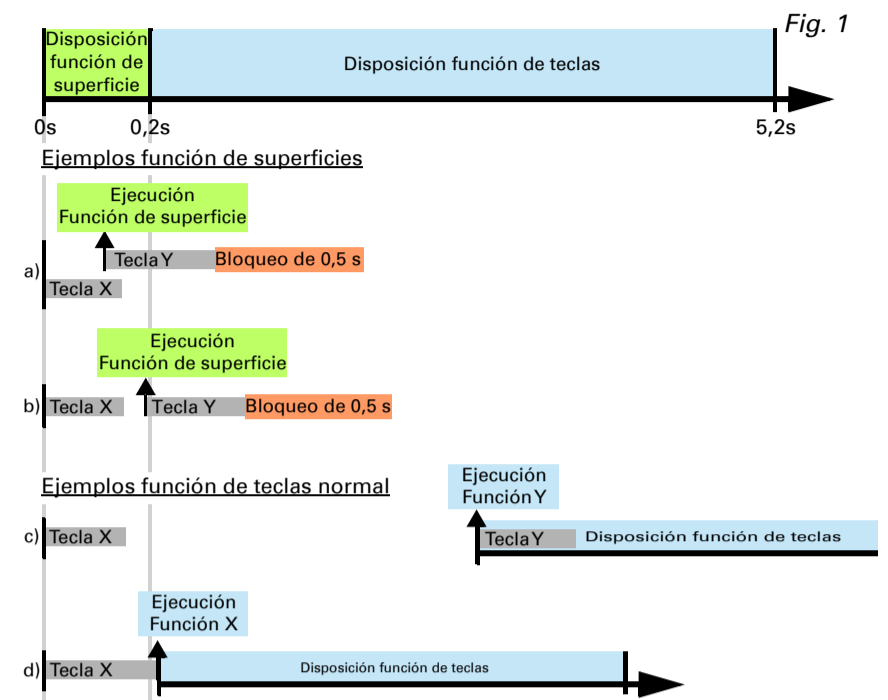 Fig. 1
Disposición
función de
superficie
Disposición función de teclas
0s
0,2s
5,2s
Ejemplos función de superficies
Ejecución
Función de superficie
a)
Tecla Y
Bloqueo de 0,5 s
Tecla X
Ejecución
Función de superficie
b)
Tecla X
Tecla Y
Bloqueo de 0,5 s
Ejemplos función de teclas normal
Ejecución
Función Y
c)
Tecla X
Tecla Y
Disposición función de teclas
Ejecución
Función X
d)
Tecla X
Disposición función de teclas